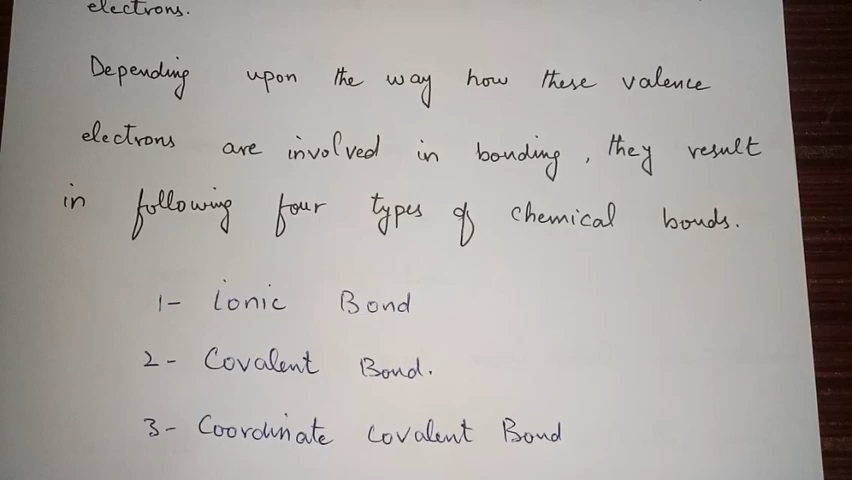 electrons.
Depending upon the way how these valence
electrons are involved in bonding, they result
in following four types of chemical bonds.
1- Ionic Bond
2- Covalent Bond.
3- Coordinate Covalent Bond